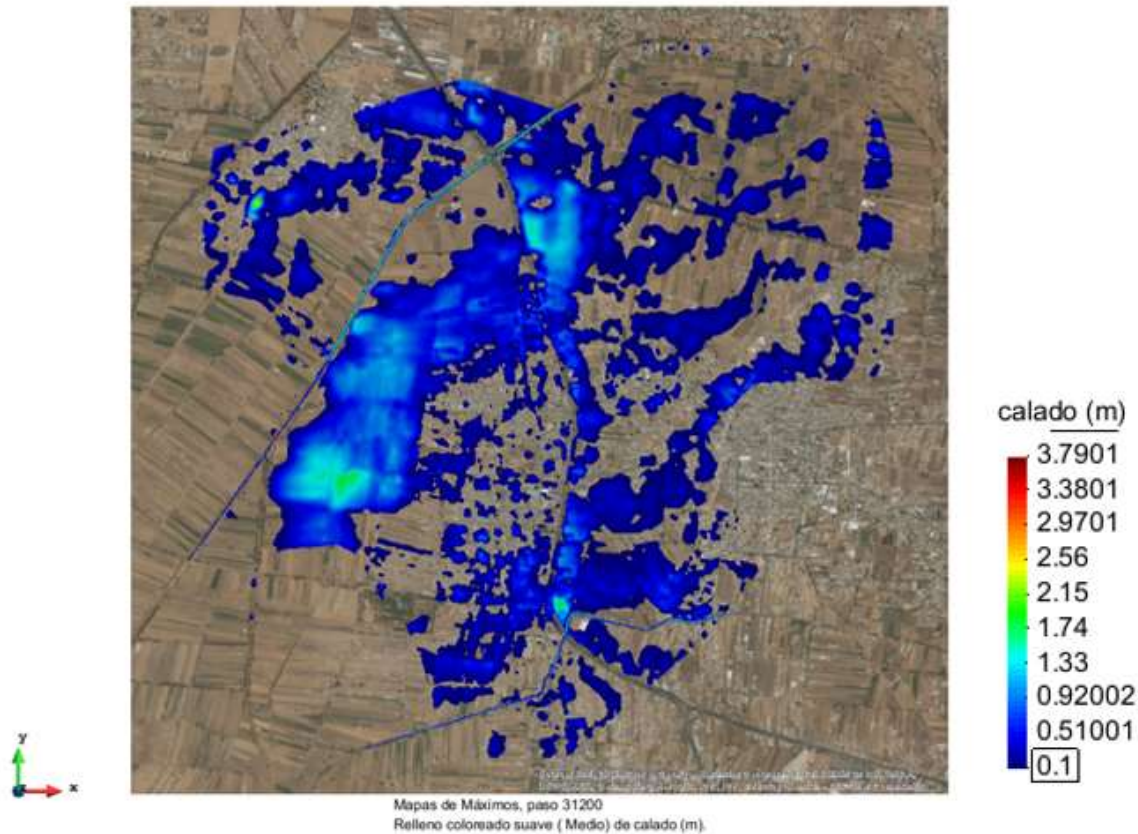 calado (m)
3.7901
3.3801
2.9701
2.56
2.15
1.74
1.33
0.92002
0.51001
0.1
y
x
Mapas de Máximos, paso 31200
Relleno coloreado suave ( Medio) de calado (m).